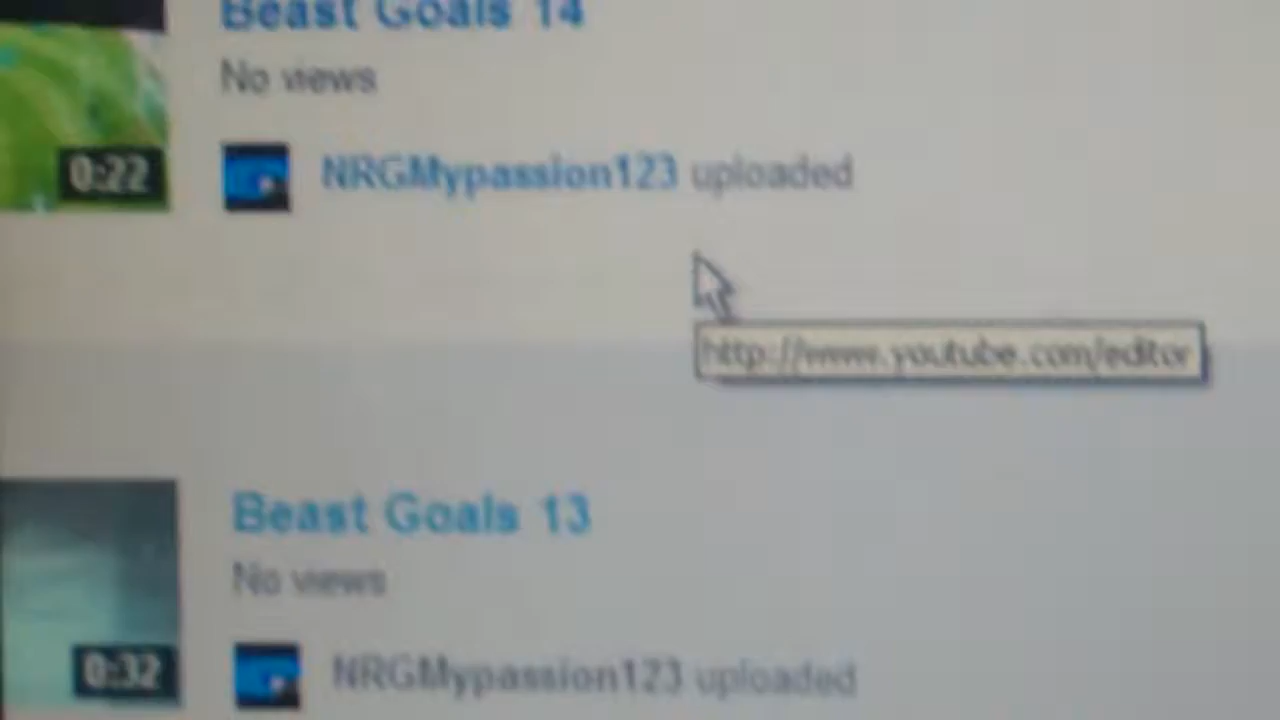 Beast Goals 14
No views
0:22
NRGMypassion123 uploaded
http://www.youtube.com/editor
Beast Goals 13
No views
0:32
NRGMypassion123 uploaded